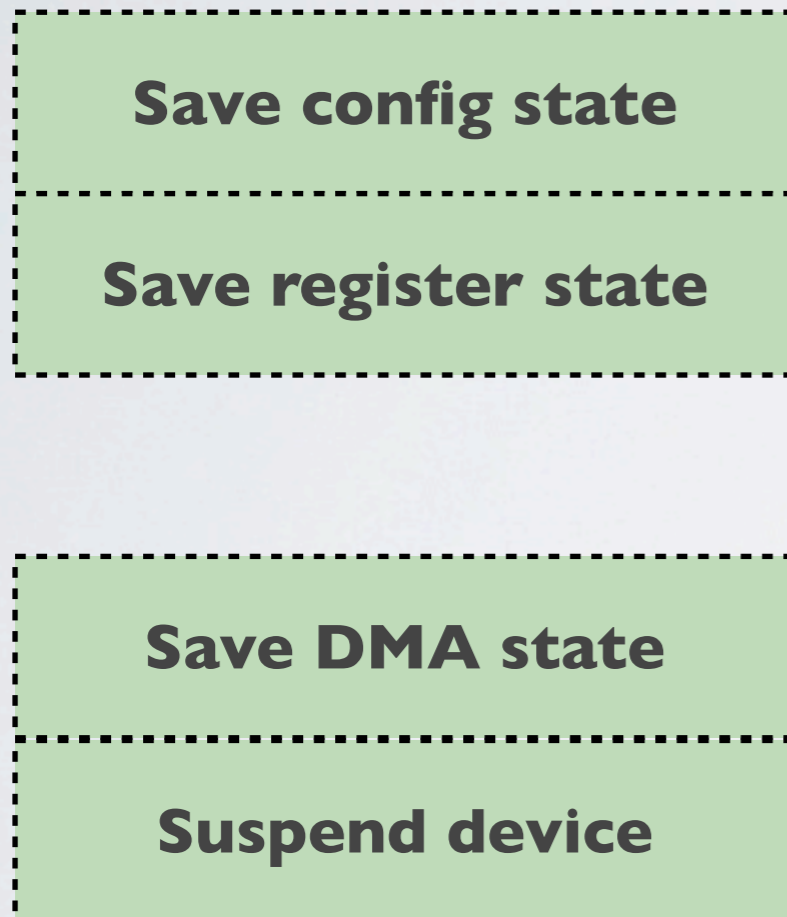 Save config state
Save register state
Save DMA state
Suspend device